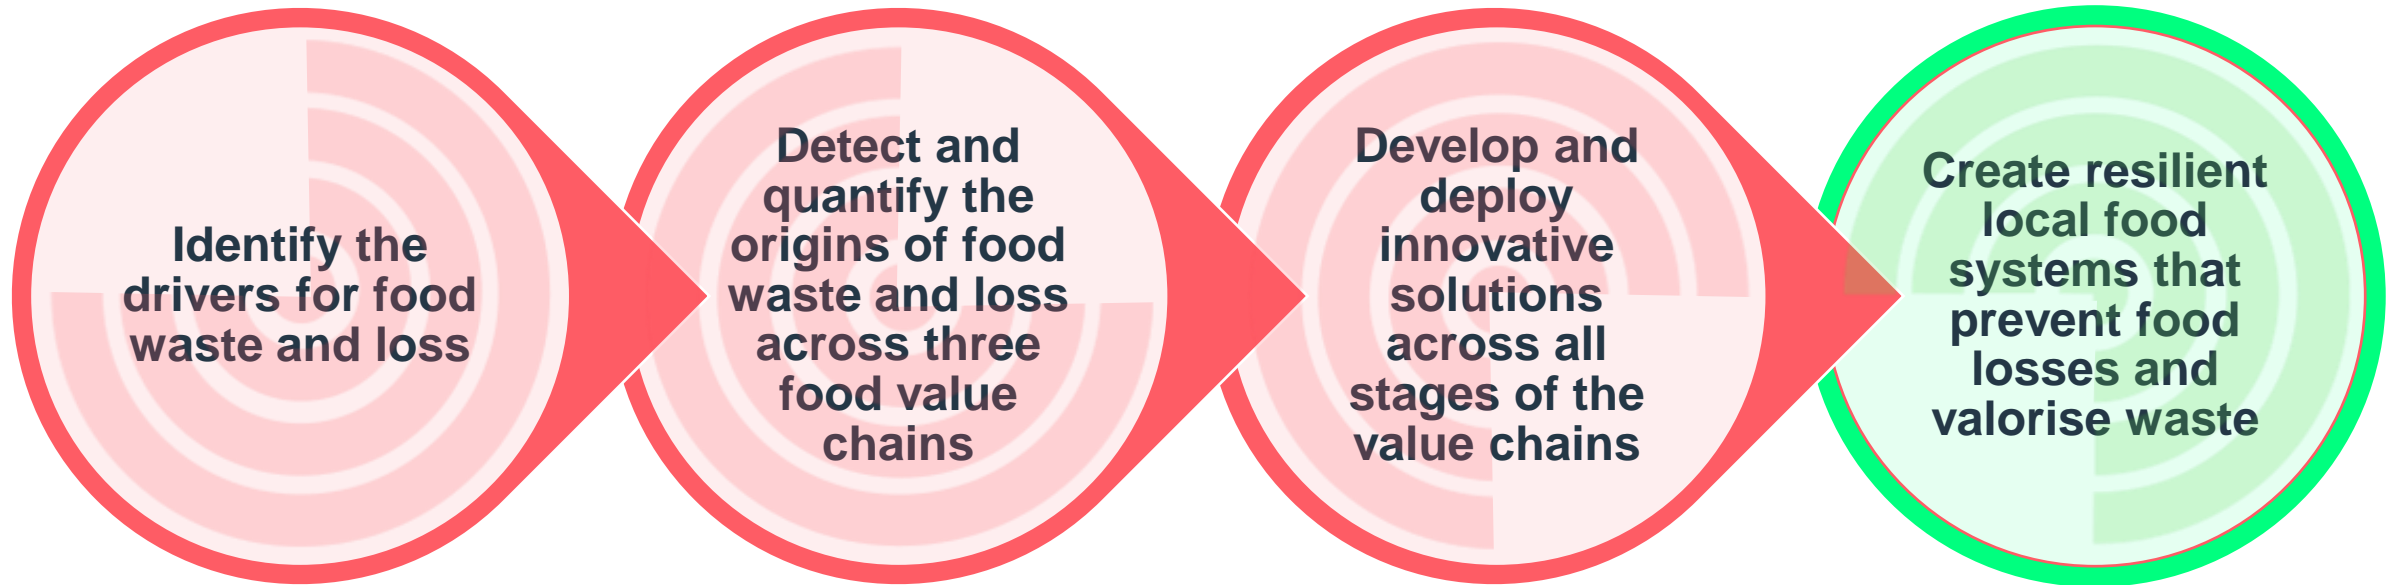 Identify the
drivers for food
waste and loss
Detect and
quantify the
origins of food
waste and loss
across three
food value
chains
Develop and
deploy
innovative
solutions
across all
stages of the
value chains
Create resilient
local food
systems that
prevent food
losses and
valorise waste